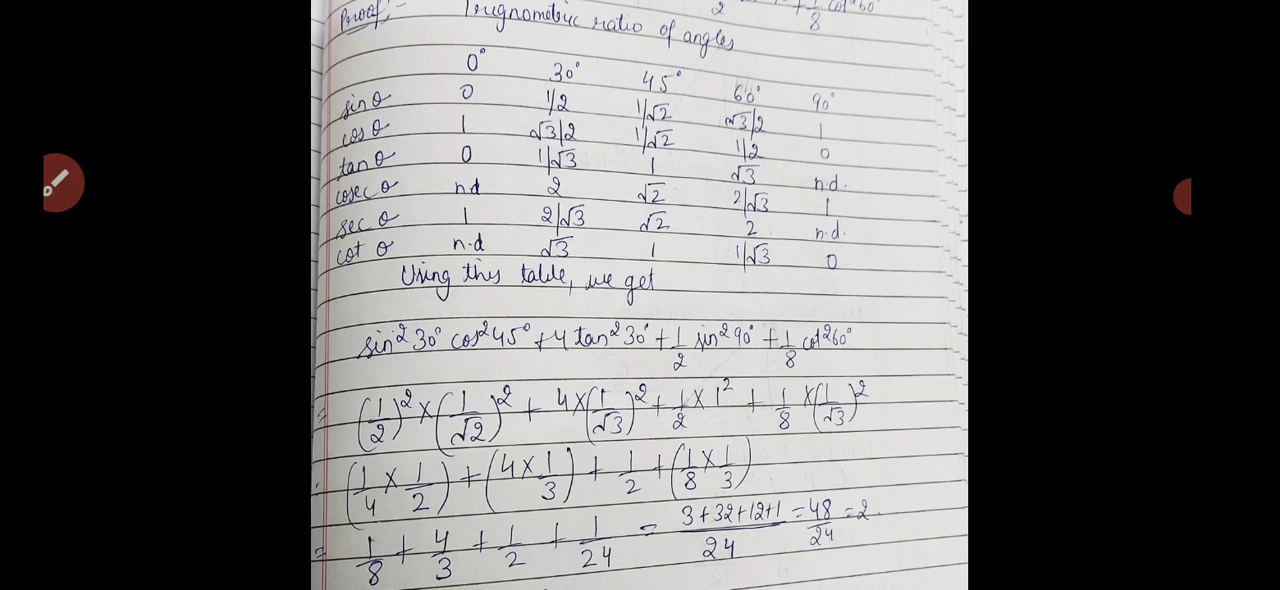 2 + 1/8 cot²60°
Proof:- Trignometric ratio of angles
0° 30° 45° 60° 90°
sin θ 0 1/2 1/√2 √3/2 1
cos θ 1 √3/2 1/√2 1/2 0
tan θ 0 1/√3 1 √3 n.d.
cosec θ n.d 2 √2 2/√3 1
sec θ 1 2/√3 √2 2 n.d.
cot θ n.d √3 1 1/√3 0
Using this table, we get
sin²30° cos²45° + 4 tan²30° + 1/2 sin²90° + 1/8 cot²60°
= (1/2)² × (1/√2)² + 4×(1/√3)² + 1/2 × 1² + 1/8 × (1/√3)²
: (1/4 × 1/2) + (4 × 1/3) + 1/2 + (1/8 × 1/3)
= 1/8 + 4/3 + 1/2 + 1/24 = 3+32+12+1/24 = 48/24 = 2.